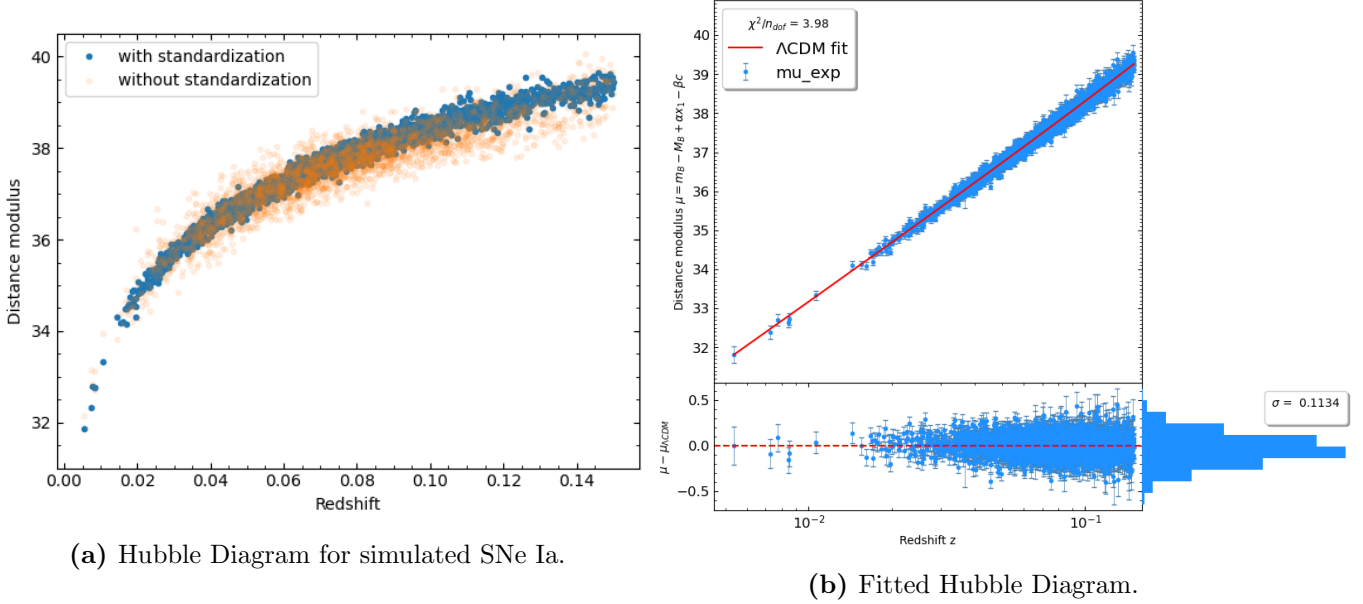 with standardization
without standardization
40
38
36
34
32
Distance modulus
0.00
0.02
0.04
0.06
0.08
0.10
0.12
0.14
Redshift
(a) Hubble Diagram for simulated SNe Ia.
χ²/n_dof = 3.98
ΛCDM fit
mu_exp
40
39
38
37
36
35
34
33
32
Distance modulus μ = m_B − M_B + αx₁ − βc
0.5
0.0
−0.5
μ − μ_ΛCDM
σ = 0.1134
10⁻²
10⁻¹
Redshift z
(b) Fitted Hubble Diagram.